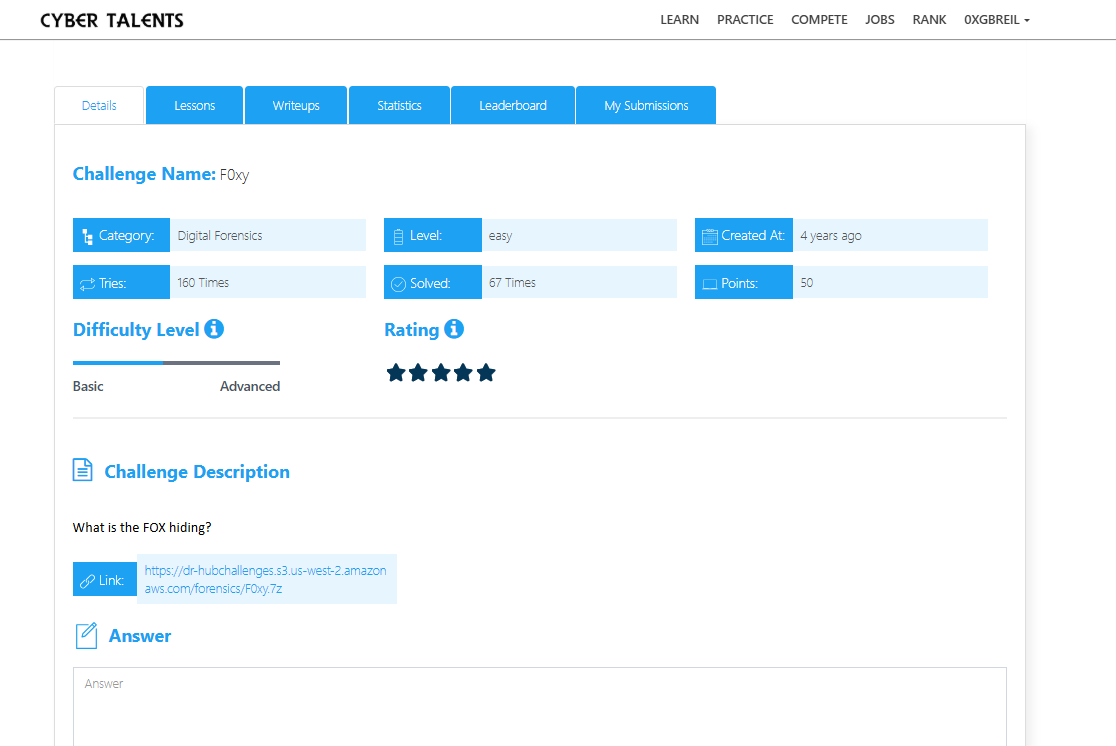 CYBER TALENTS
LEARN PRACTICE COMPETE JOBS RANK 0XGBREIL
Details Lessons Writeups Statistics Leaderboard My Submissions
Challenge Name: F0xy
Category: Digital Forensics Level: easy Created At: 4 years ago
Tries: 160 Times Solved: 67 Times Points: 50
Difficulty Level Rating
Basic Advanced
Challenge Description
What is the FOX hiding?
Link: https://dr-hubchallenges.s3.us-west-2.amazon
aws.com/forensics/F0xy.7z
Answer
Answer